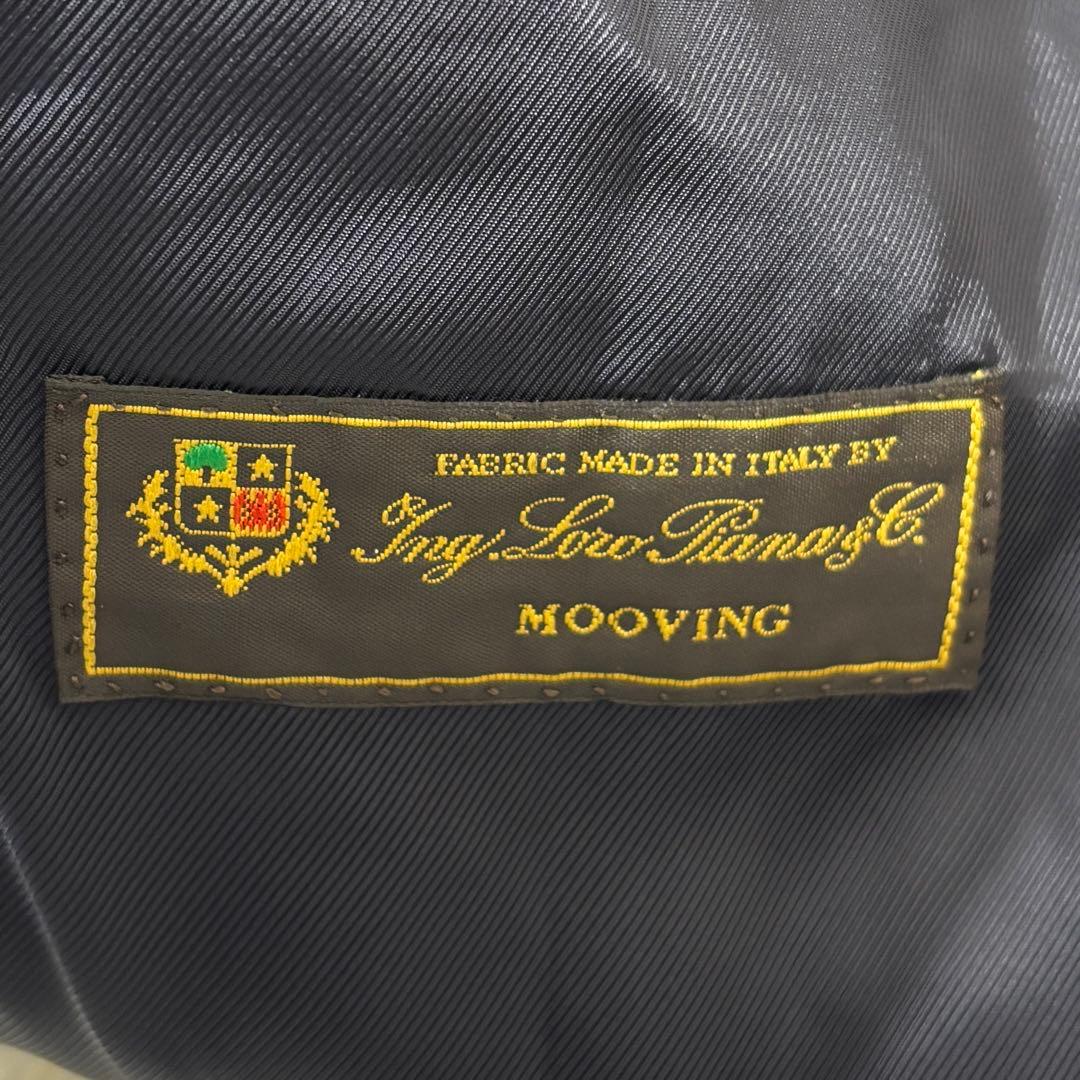 FABRIC MADE IN ITALY BY
Ing. Loro Piana & C.
MOOVING